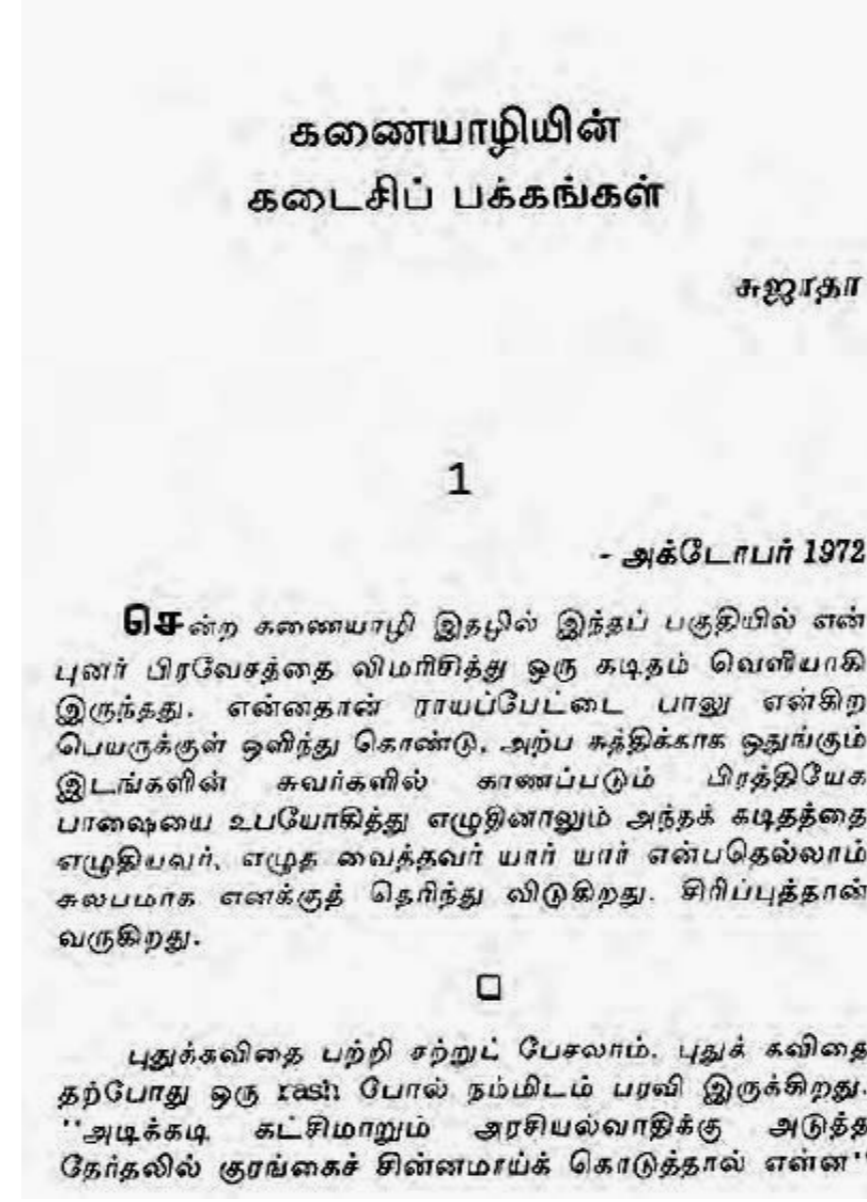 கணையாழியின்
கடைசிப் பக்கங்கள்
சுஜாதா
1
- அக்டோபர் 1972
சென்ற கணையாழி இதழில் இந்தப் பகுதியில் என்
புனர் பிரவேசத்தை விமரிசித்து ஒரு கடிதம் வெளியாகி
இருந்தது. என்னதான் ராயப்பேட்டை பாலு என்கிற
பெயருக்குள் ஒளிந்து கொண்டு, அற்ப சுத்திக்காக ஒதுங்கும்
இடங்களின் சுவர்களில் காணப்படும் பிரத்தியேக
பாஷையை உபயோகித்து எழுதினாலும் அந்தக் கடிதத்தை
எழுதியவர், எழுத வைத்தவர் யார் யார் என்பதெல்லாம்
சுலபமாக எனக்குத் தெரிந்து விடுகிறது. சிரிப்புத்தான்
வருகிறது.
புதுக்கவிதை பற்றி சற்றுட் பேசலாம். புதுக் கவிதை
தற்போது ஒரு rash போல் நம்மிடம் பரவி இருக்கிறது.
"அடிக்கடி கட்சிமாறும் அரசியல்வாதிக்கு அடுத்த
தேர்தலில் குரங்கைச் சின்னமாய்க் கொடுத்தால் என்ன"